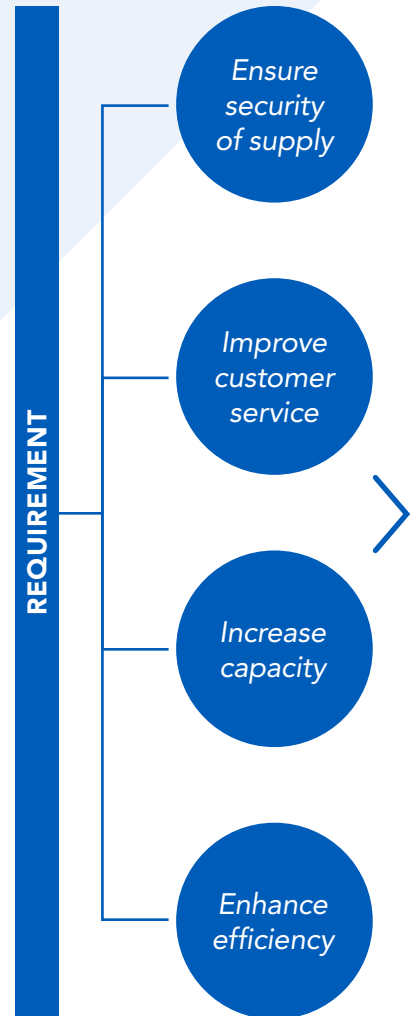 REQUIREMENT
Ensure
security
of supply
Improve
customer
service
Increase
capacity
Enhance
efficiency